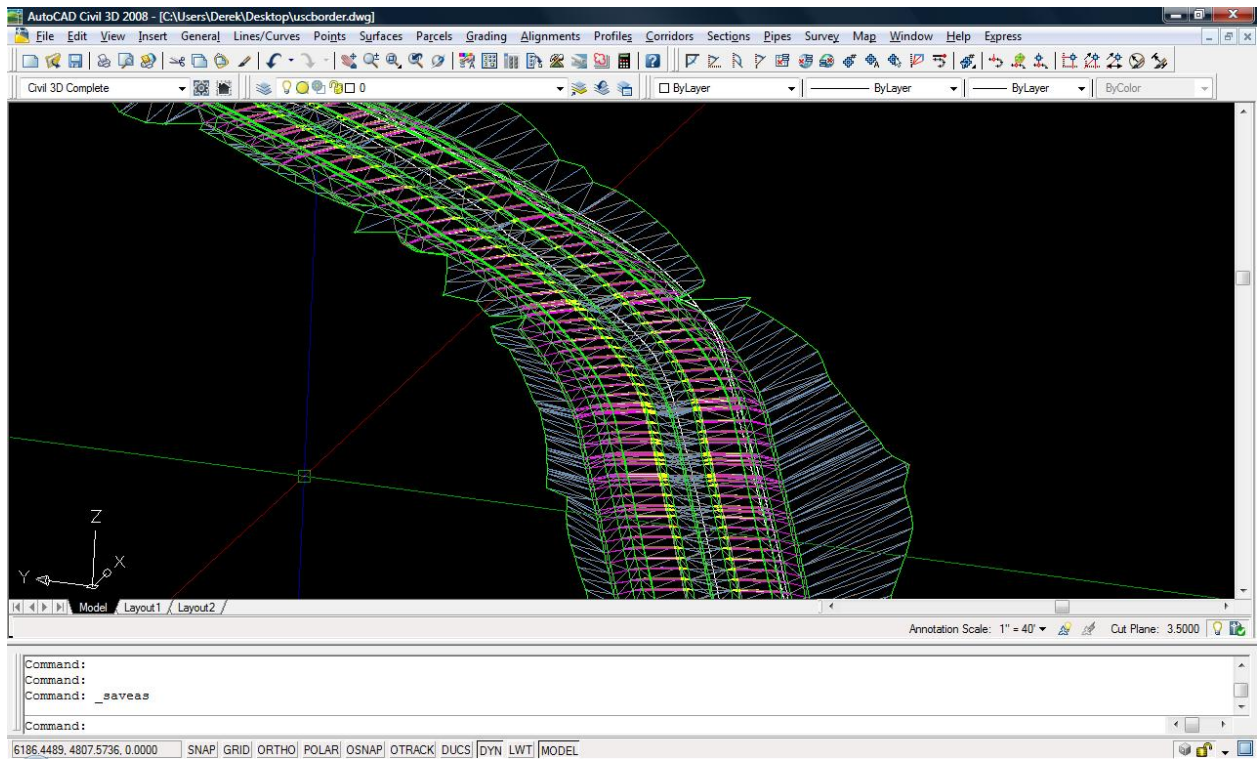 AutoCAD Civil 3D 2008 - [C:\Users\Derek\Desktop\uscborder.dwg]
File Edit View Insert General Lines/Curves Points Surfaces Parcels Grading Alignments Profiles Corridors Sections Pipes Survey Map Window Help Express
Civil 3D Complete 0 ByLayer ByLayer ByLayer ByColor
Z
X
Y
Model Layout1 Layout2
Annotation Scale: 1" = 40' Cut Plane: 3.5000
Command:
Command:
Command: _saveas
Command:
6186.4489, 4807.5736, 0.0000 SNAP GRID ORTHO POLAR OSNAP OTRACK DUCS DYN LWT MODEL